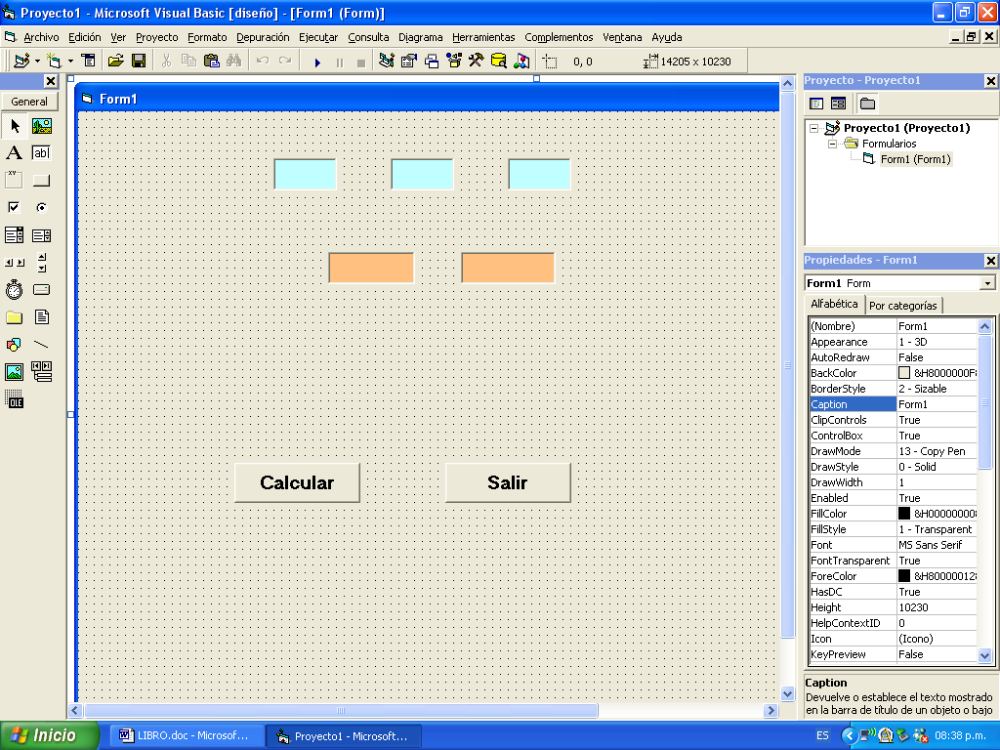 Proyecto1 - Microsoft Visual Basic [diseño] - [Form1 (Form)]
Archivo Edición Ver Proyecto Formato Depuración Ejecutar Consulta Diagrama Herramientas Complementos Ventana Ayuda
0, 0 14205 x 10230
General
A ab|
xy
OLE
Form1
Calcular Salir
Proyecto - Proyecto1
Proyecto1 (Proyecto1)
Formularios
Form1 (Form1)
Propiedades - Form1
Form1 Form
Alfabética Por categorías
(Nombre) Form1
Appearance 1 - 3D
AutoRedraw False
BackColor &H8000000F&
BorderStyle 2 - Sizable
Caption Form1
ClipControls True
ControlBox True
DrawMode 13 - Copy Pen
DrawStyle 0 - Solid
DrawWidth 1
Enabled True
FillColor &H00000000&
FillStyle 1 - Transparent
Font MS Sans Serif
FontTransparent True
ForeColor &H80000012&
HasDC True
Height 10230
HelpContextID 0
Icon (Icono)
KeyPreview False
Caption
Devuelve o establece el texto mostrado
en la barra de título de un objeto o bajo
Inicio LIBRO.doc - Microsof... Proyecto1 - Microsoft... ES 08:38 p.m.